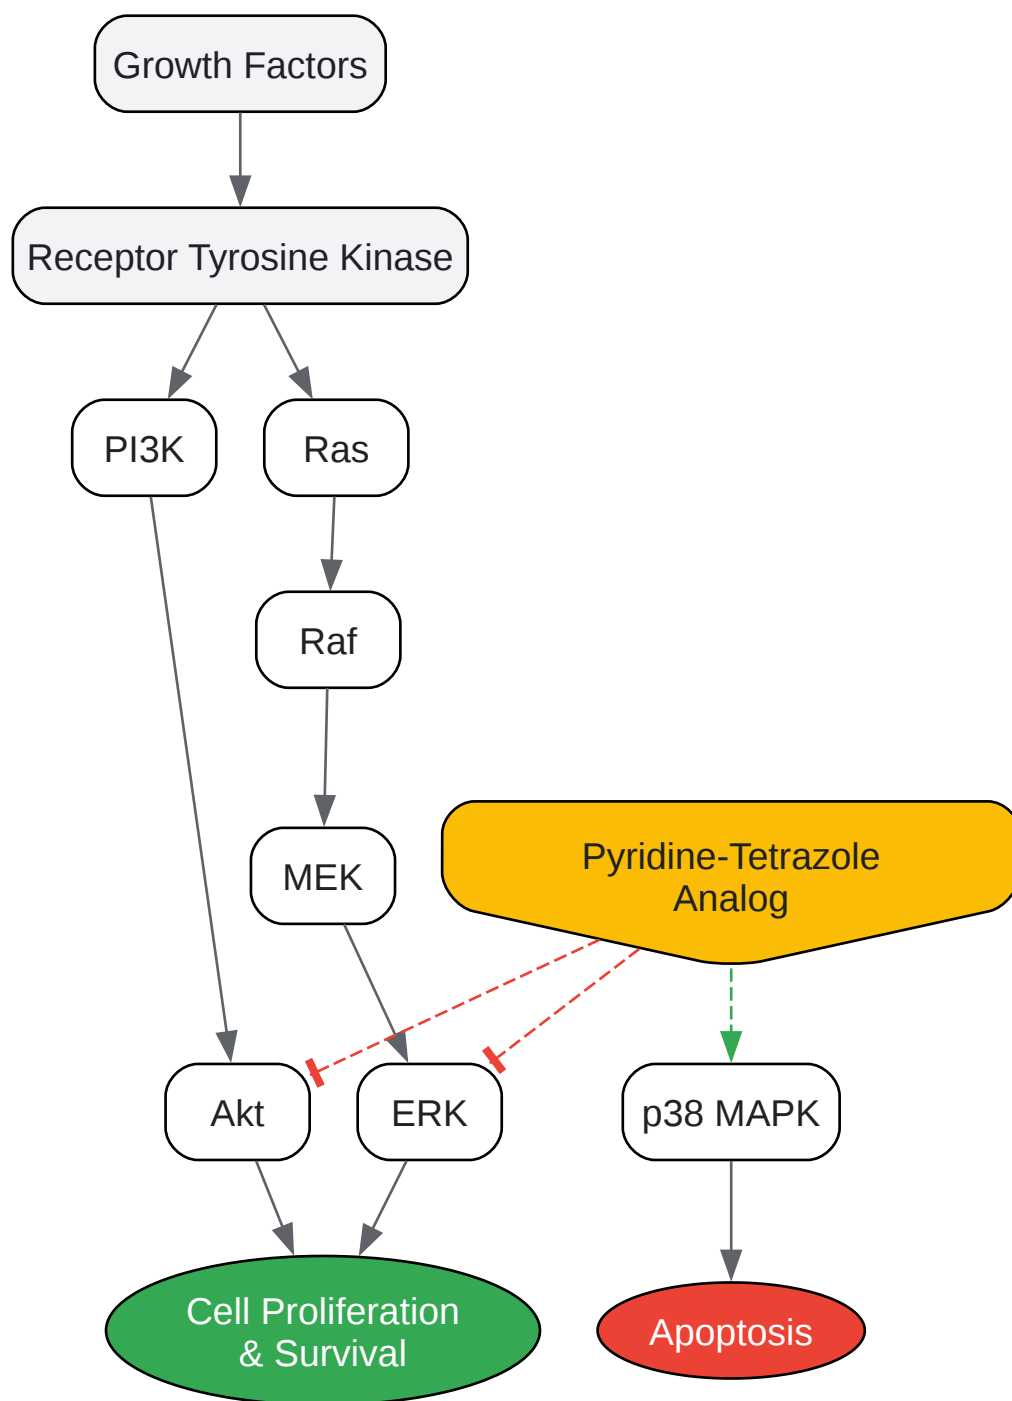 Growth Factors
Receptor Tyrosine Kinase
PI3K
Ras
Raf
MEK
Pyridine-Tetrazole
Analog
Akt
ERK
p38 MAPK
Cell Proliferation
& Survival
Apoptosis